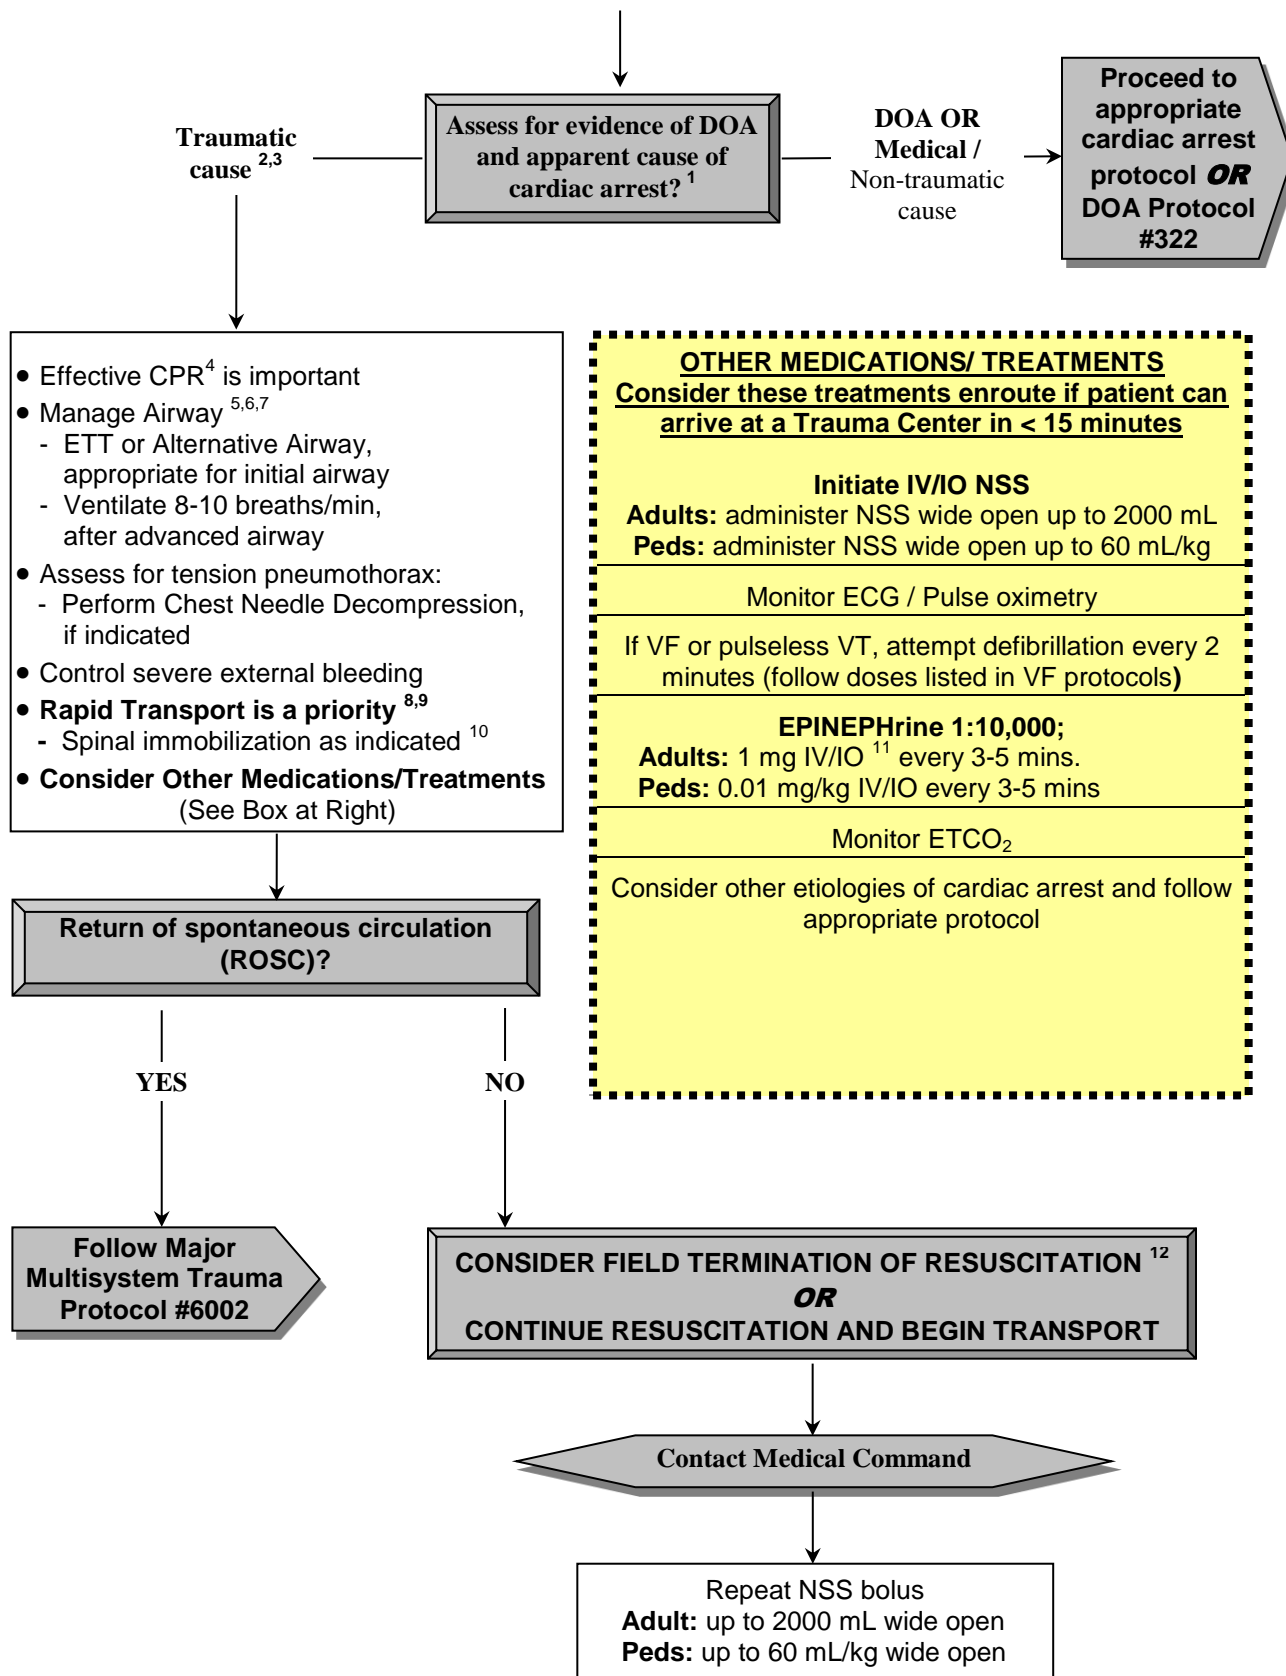 Assess for evidence of DOA
and apparent cause of
cardiac arrest? 1
Traumatic
cause 2,3
DOA OR
Medical /
Non-traumatic
cause
Proceed to
appropriate
cardiac arrest
protocol OR
DOA Protocol
#322
• Effective CPR4 is important
• Manage Airway 5,6,7
- ETT or Alternative Airway,
appropriate for initial airway
- Ventilate 8-10 breaths/min,
after advanced airway
• Assess for tension pneumothorax:
- Perform Chest Needle Decompression,
if indicated
• Control severe external bleeding
• Rapid Transport is a priority 8,9
- Spinal immobilization as indicated 10
• Consider Other Medications/Treatments
(See Box at Right)
OTHER MEDICATIONS/ TREATMENTS
Consider these treatments enroute if patient can
arrive at a Trauma Center in < 15 minutes
Initiate IV/IO NSS
Adults: administer NSS wide open up to 2000 mL
Peds: administer NSS wide open up to 60 mL/kg
Monitor ECG / Pulse oximetry
If VF or pulseless VT, attempt defibrillation every 2
minutes (follow doses listed in VF protocols)
EPINEPHrine 1:10,000;
Adults: 1 mg IV/IO 11 every 3-5 mins.
Peds: 0.01 mg/kg IV/IO every 3-5 mins
Monitor ETCO2
Consider other etiologies of cardiac arrest and follow
appropriate protocol
Return of spontaneous circulation
(ROSC)?
YES
NO
Follow Major
Multisystem Trauma
Protocol #6002
CONSIDER FIELD TERMINATION OF RESUSCITATION 12
OR
CONTINUE RESUSCITATION AND BEGIN TRANSPORT
Contact Medical Command
Repeat NSS bolus
Adult: up to 2000 mL wide open
Peds: up to 60 mL/kg wide open